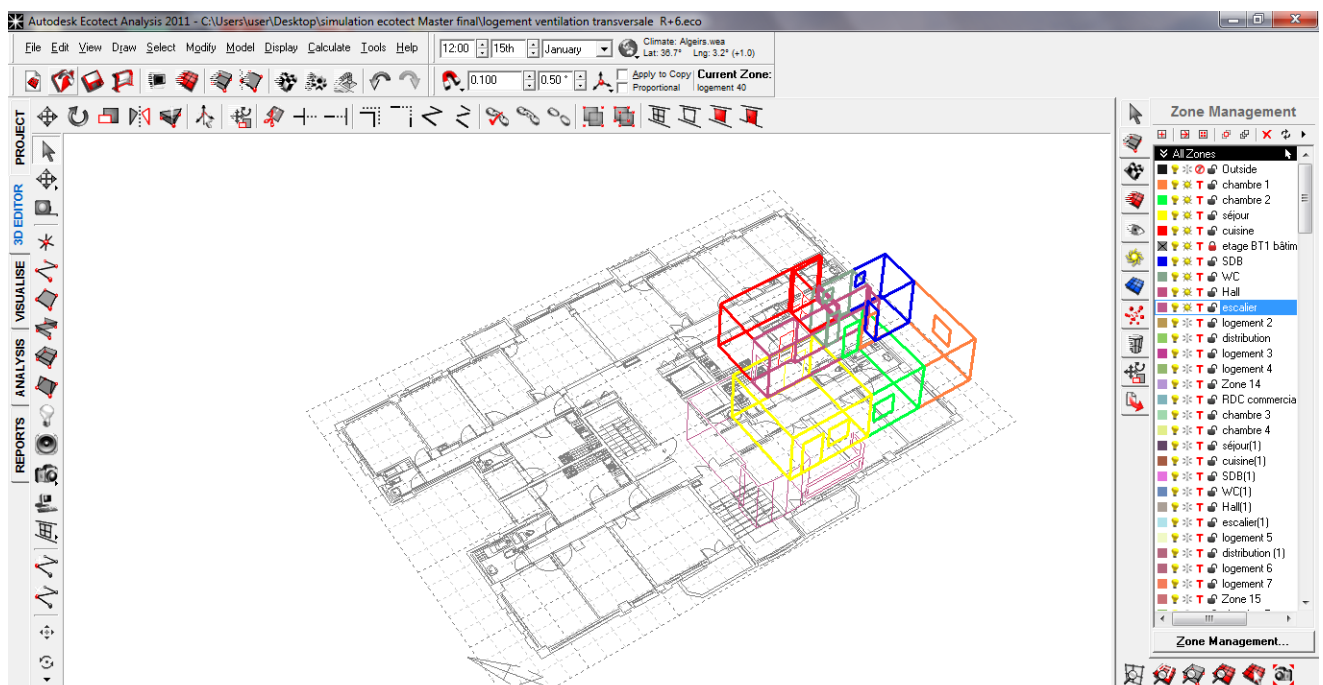 Autodesk Ecotect Analysis 2011 - C:\Users\user\Desktop\simulation ecotect Master final\logement ventilation transversale R+6.eco
File Edit View Draw Select Modify Model Display Calculate Tools Help
12:00 15th January
Climate: Algeirs.wea
Lat: 36.7° Lng: 3.2° (+1.0)
0.100 0.50 °
Apply to Copy
Proportional
Current Zone:
logement 40
PROJECT
3D EDITOR
VISUALISE
ANALYSIS
REPORTS
Zone Management
All Zones
Outside
chambre 1
chambre 2
séjour
cuisine
etage BT1 bâtim
SDB
WC
Hall
escalier
logement 2
distribution
logement 3
logement 4
Zone 14
RDC commercia
chambre 3
chambre 4
séjour(1)
cuisine(1)
SDB(1)
WC(1)
Hall(1)
escalier(1)
logement 5
distribution (1)
logement 6
logement 7
Zone 15
Zone Management...